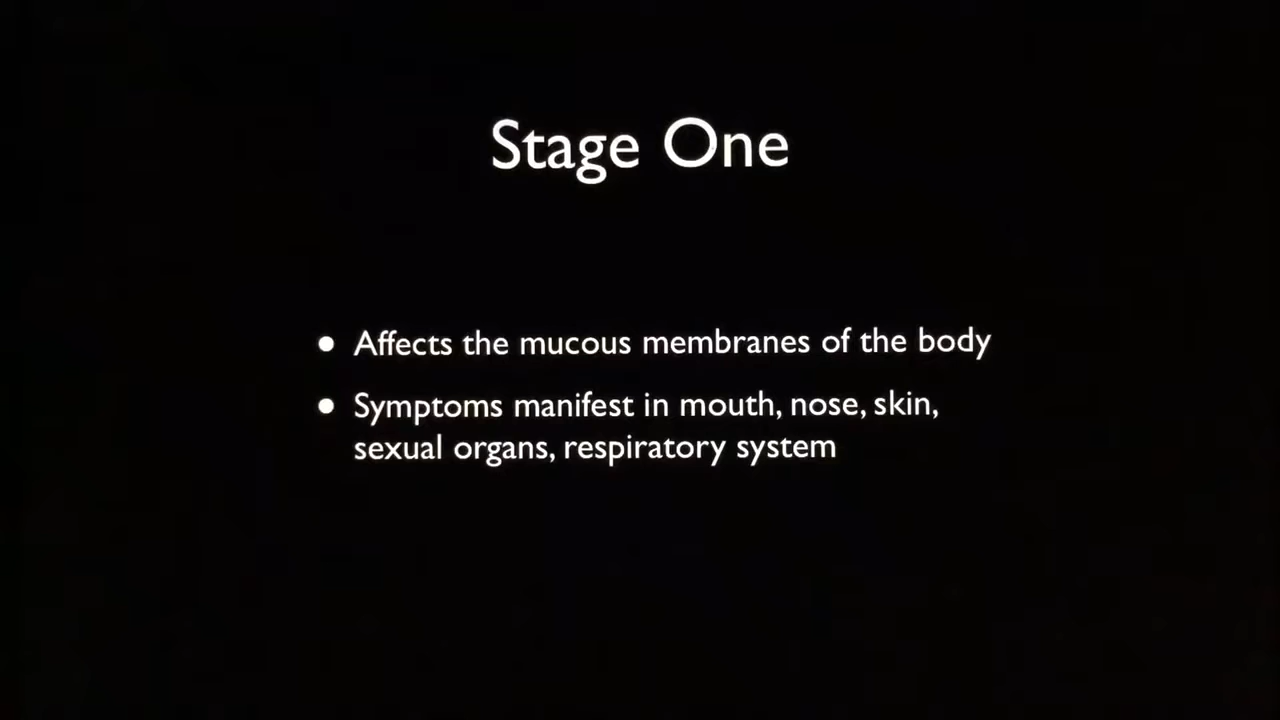 Stage One
• Affects the mucous membranes of the body
• Symptoms manifest in mouth, nose, skin,
sexual organs, respiratory system